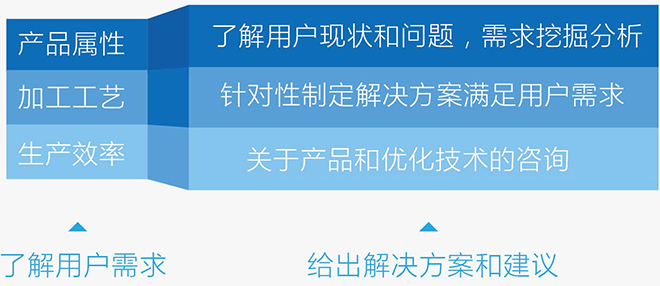 产品属性
了解用户现状和问题，需求挖掘分析
加工工艺
针对性制定解决方案满足用户需求
生产效率
关于产品和优化技术的咨询
了解用户需求
给出解决方案和建议